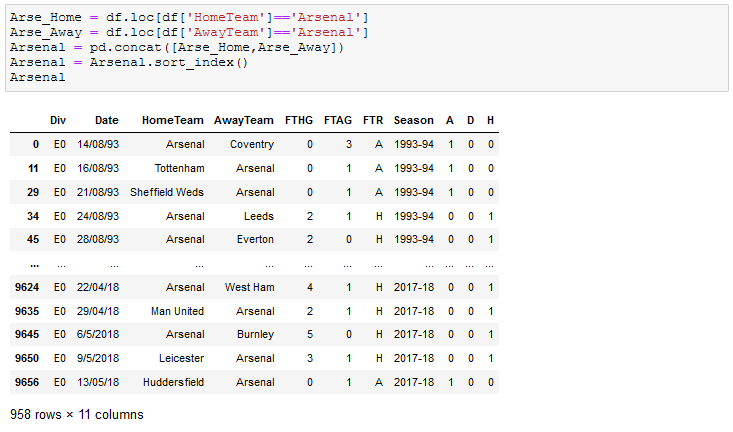 Arse_Home = df.loc[df['HomeTeam']=='Arsenal']
Arse_Away = df.loc[df['AwayTeam']=='Arsenal']
Arsenal = pd.concat([Arse_Home,Arse_Away])
Arsenal = Arsenal.sort_index()
Arsenal
Div Date HomeTeam AwayTeam FTHG FTAG FTR Season A D H
0 E0 14/08/93 Arsenal Coventry 0 3 A 1993-94 1 0 0
11 E0 16/08/93 Tottenham Arsenal 0 1 A 1993-94 1 0 0
29 E0 21/08/93 Sheffield Weds Arsenal 0 1 A 1993-94 1 0 0
34 E0 24/08/93 Arsenal Leeds 2 1 H 1993-94 0 0 1
45 E0 28/08/93 Arsenal Everton 2 0 H 1993-94 0 0 1
... ... ... ... ... ... ... ... ... ... ... ...
9624 E0 22/04/18 Arsenal West Ham 4 1 H 2017-18 0 0 1
9635 E0 29/04/18 Man United Arsenal 2 1 H 2017-18 0 0 1
9645 E0 6/5/2018 Arsenal Burnley 5 0 H 2017-18 0 0 1
9650 E0 9/5/2018 Leicester Arsenal 3 1 H 2017-18 0 0 1
9656 E0 13/05/18 Huddersfield Arsenal 0 1 A 2017-18 1 0 0
958 rows × 11 columns